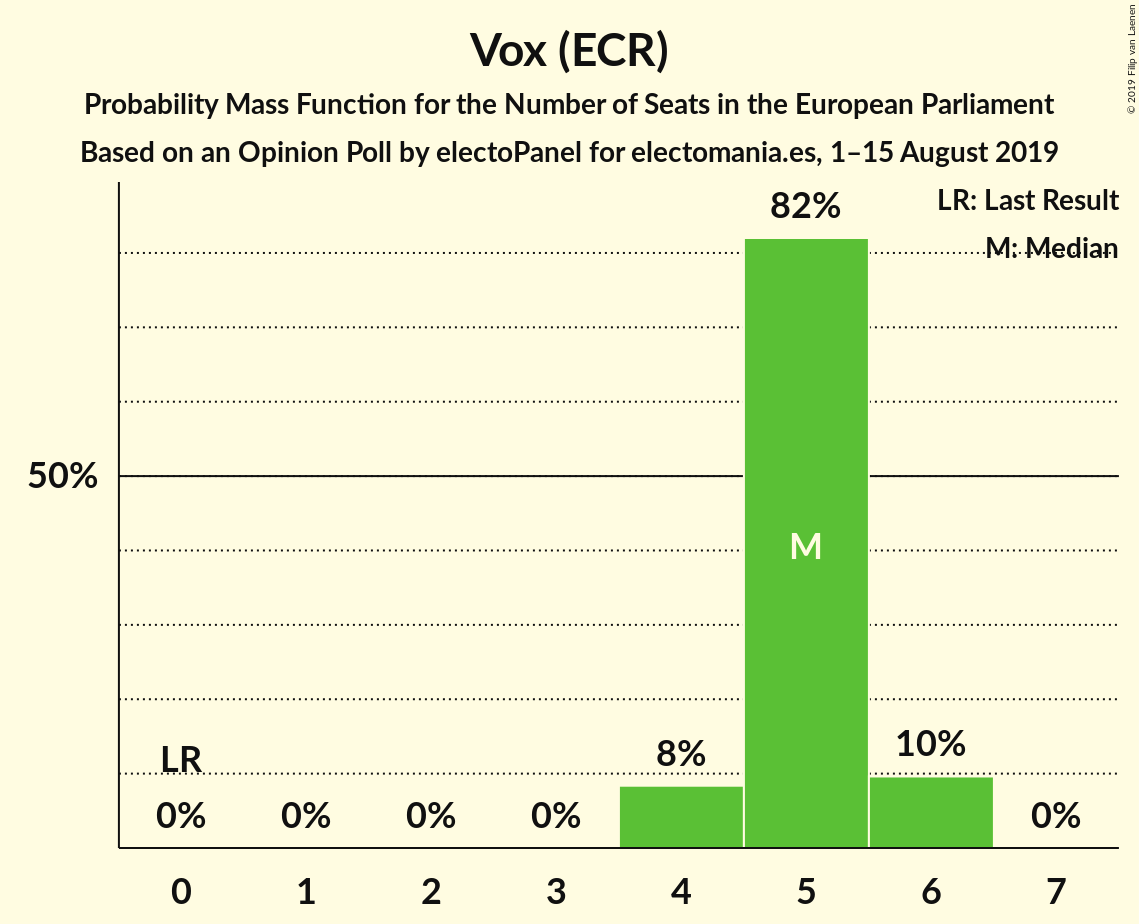 Vox (ECR)
Probability Mass Function for the Number of Seats in the European Parliament
Based on an Opinion Poll by electoPanel for electomania.es, 1–15 August 2019
© 2019 Filip van Laenen
LR: Last Result
M: Median
82%
50%
M
LR
8%
10%
0% 0% 0% 0% 0%
0 1 2 3 4 5 6 7